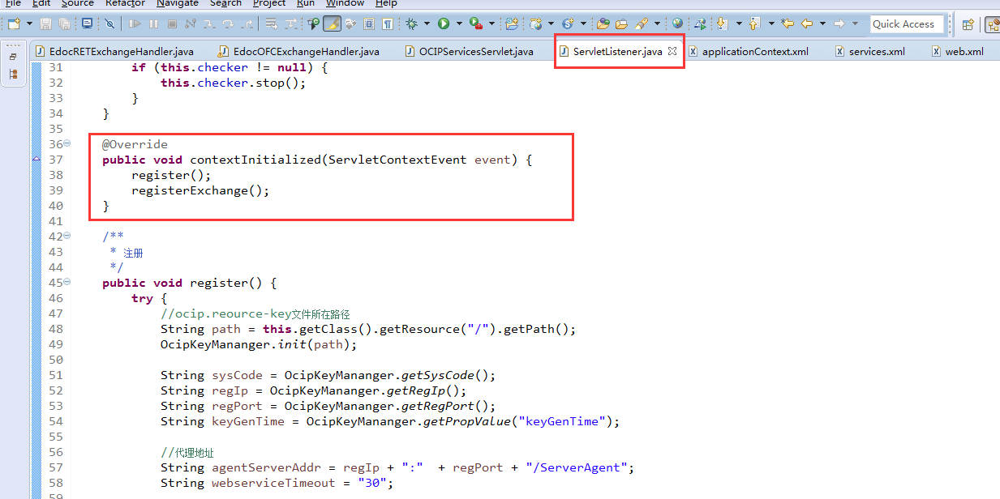 File Edit Source Refactor Navigate Search Project Run Window Help
Quick Access
EdocRETExchangeHandler.java EdocOFCExchangeHandler.java OCIPServicesServlet.java ServletListener.java applicationContext.xml services.xml web.xml
31 if (this.checker != null) {
32 this.checker.stop();
33 }
34 }
35
36 @Override
37 public void contextInitialized(ServletContextEvent event) {
38 register();
39 registerExchange();
40 }
41
42 /**
43 * 注册
44 */
45 public void register() {
46 try {
47 //ocip.reource-key文件所在路径
48 String path = this.getClass().getResource("/").getPath();
49 OcipKeyMananger.init(path);
50
51 String sysCode = OcipKeyMananger.getSysCode();
52 String regIp = OcipKeyMananger.getRegIp();
53 String regPort = OcipKeyMananger.getRegPort();
54 String keyGenTime = OcipKeyMananger.getPropValue("keyGenTime");
55
56 //代理地址
57 String agentServerAddr = regIp + ":" + regPort + "/ServerAgent";
58 String webserviceTimeout = "30";
59